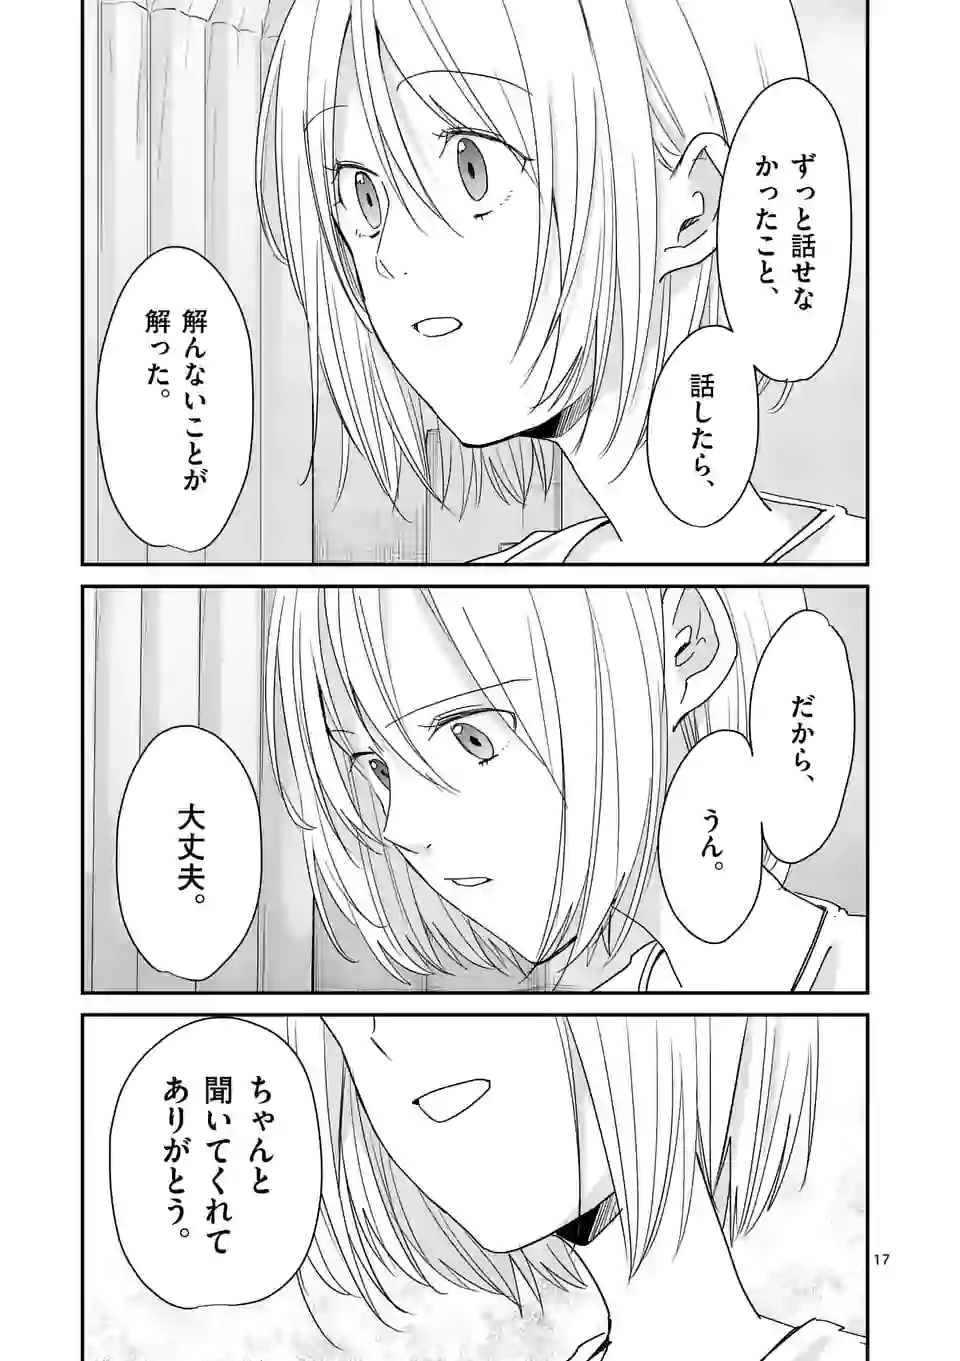 ずっと話せな
かったこと、
話したら、
解んないことが
解った。
だから、
うん。
大丈夫。
ちゃんと
聞いてくれて
ありがとう。
17